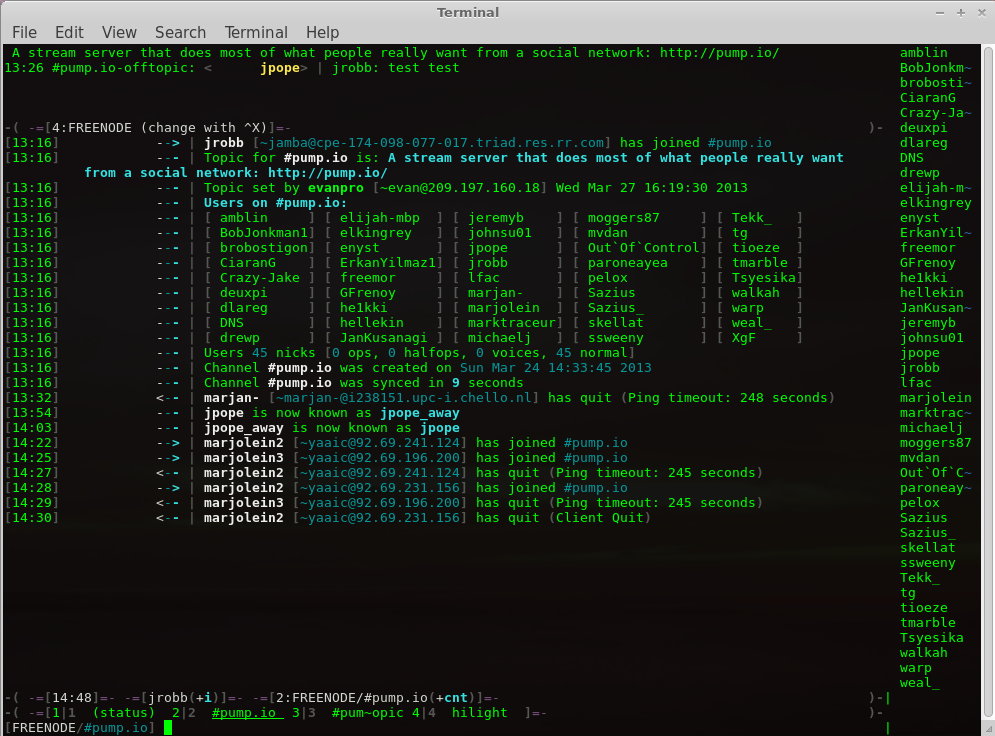 Terminal
File Edit View Search Terminal Help
A stream server that does most of what people really want from a social network: http://pump.io/ amblin
13:26 #pump.io-offtopic: < jpope> | jrobb: test test BobJonkm~
brobosti~
CiaranG
Crazy-Ja~
-( -=[4:FREENODE (change with ^X)]=- )- deuxpi
[13:16] --> | jrobb [~jamba@cpe-174-098-077-017.triad.res.rr.com] has joined #pump.io dlareg
[13:16] --- | Topic for #pump.io is: A stream server that does most of what people really want DNS
from a social network: http://pump.io/ drewp
[13:16] --- | Topic set by evanpro [~evan@209.197.160.18] Wed Mar 27 16:19:30 2013 elijah-m~
[13:16] --- | Users on #pump.io: elkingrey
[13:16] --- | [ amblin ] [ elijah-mbp ] [ jeremyb ] [ moggers87 ] [ Tekk_ ] enyst
[13:16] --- | [ BobJonkman1] [ elkingrey ] [ johnsu01 ] [ mvdan ] [ tg ] ErkanYil~
[13:16] --- | [ brobostigon] [ enyst ] [ jpope ] [ Out`Of`Control] [ tioeze ] freemor
[13:16] --- | [ CiaranG ] [ ErkanYilmaz1] [ jrobb ] [ paroneayea ] [ tmarble ] GFrenoy
[13:16] --- | [ Crazy-Jake ] [ freemor ] [ lfac ] [ pelox ] [ Tsyesika] he1kki
[13:16] --- | [ deuxpi ] [ GFrenoy ] [ marjan- ] [ Sazius ] [ walkah ] hellekin
[13:16] --- | [ dlareg ] [ he1kki ] [ marjolein ] [ Sazius_ ] [ warp ] JanKusan~
[13:16] --- | [ DNS ] [ hellekin ] [ marktraceur] [ skellat ] [ weal_ ] jeremyb
[13:16] --- | [ drewp ] [ JanKusanagi ] [ michaelj ] [ ssweeny ] [ XgF ] johnsu01
[13:16] --- | Users 45 nicks [0 ops, 0 halfops, 0 voices, 45 normal] jpope
[13:16] --- | Channel #pump.io was created on Sun Mar 24 14:33:45 2013 jrobb
[13:16] --- | Channel #pump.io was synced in 9 seconds lfac
[13:32] <-- | marjan- [~marjan-@i238151.upc-i.chello.nl] has quit (Ping timeout: 248 seconds) marjolein
[13:54] --- | jpope is now known as jpope_away marktrac~
[14:03] --- | jpope_away is now known as jpope michaelj
[14:22] --> | marjolein2 [~yaaic@92.69.241.124] has joined #pump.io moggers87
[14:25] --> | marjolein3 [~yaaic@92.69.196.200] has joined #pump.io mvdan
[14:27] <-- | marjolein2 [~yaaic@92.69.241.124] has quit (Ping timeout: 245 seconds) Out`Of`C~
[14:28] --> | marjolein2 [~yaaic@92.69.231.156] has joined #pump.io paroneay~
[14:29] <-- | marjolein3 [~yaaic@92.69.196.200] has quit (Ping timeout: 245 seconds) pelox
[14:30] <-- | marjolein2 [~yaaic@92.69.231.156] has quit (Client Quit) Sazius
Sazius_
skellat
ssweeny
Tekk_
tg
tioeze
tmarble
Tsyesika
walkah
warp
weal_
-( -=[14:48]=- -=[jrobb(+i)]=- -=[2:FREENODE/#pump.io(+cnt)]=- )-|
-( -=[1|1 (status) 2|2 #pump.io 3|3 #pum~opic 4|4 hilight ]=- )-
[FREENODE/#pump.io] |